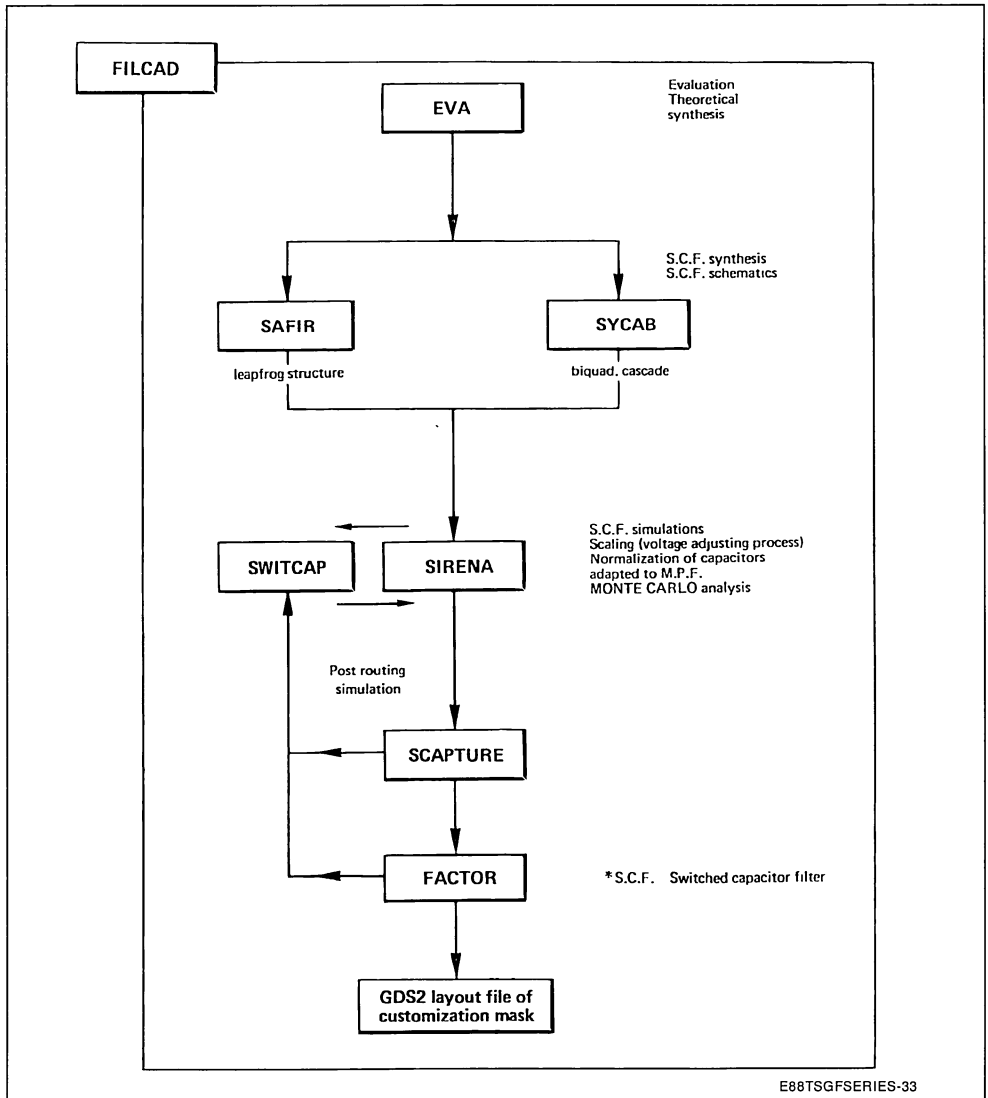 FILCAD
EVA
Evaluation
Theoretical
synthesis
S.C.F. synthesis
S.C.F. schematics
SAFIR
SYCAB
leapfrog structure
biquad. cascade
SWITCAP
SIRENA
S.C.F. simulations
Scaling (voltage adjusting process)
Normalization of capacitors
adapted to M.P.F.
MONTE CARLO analysis
Post routing
simulation
SCAPTURE
FACTOR
*S.C.F. Switched capacitor filter
GDS2 layout file of
customization mask
E88TSGFSERIES-33